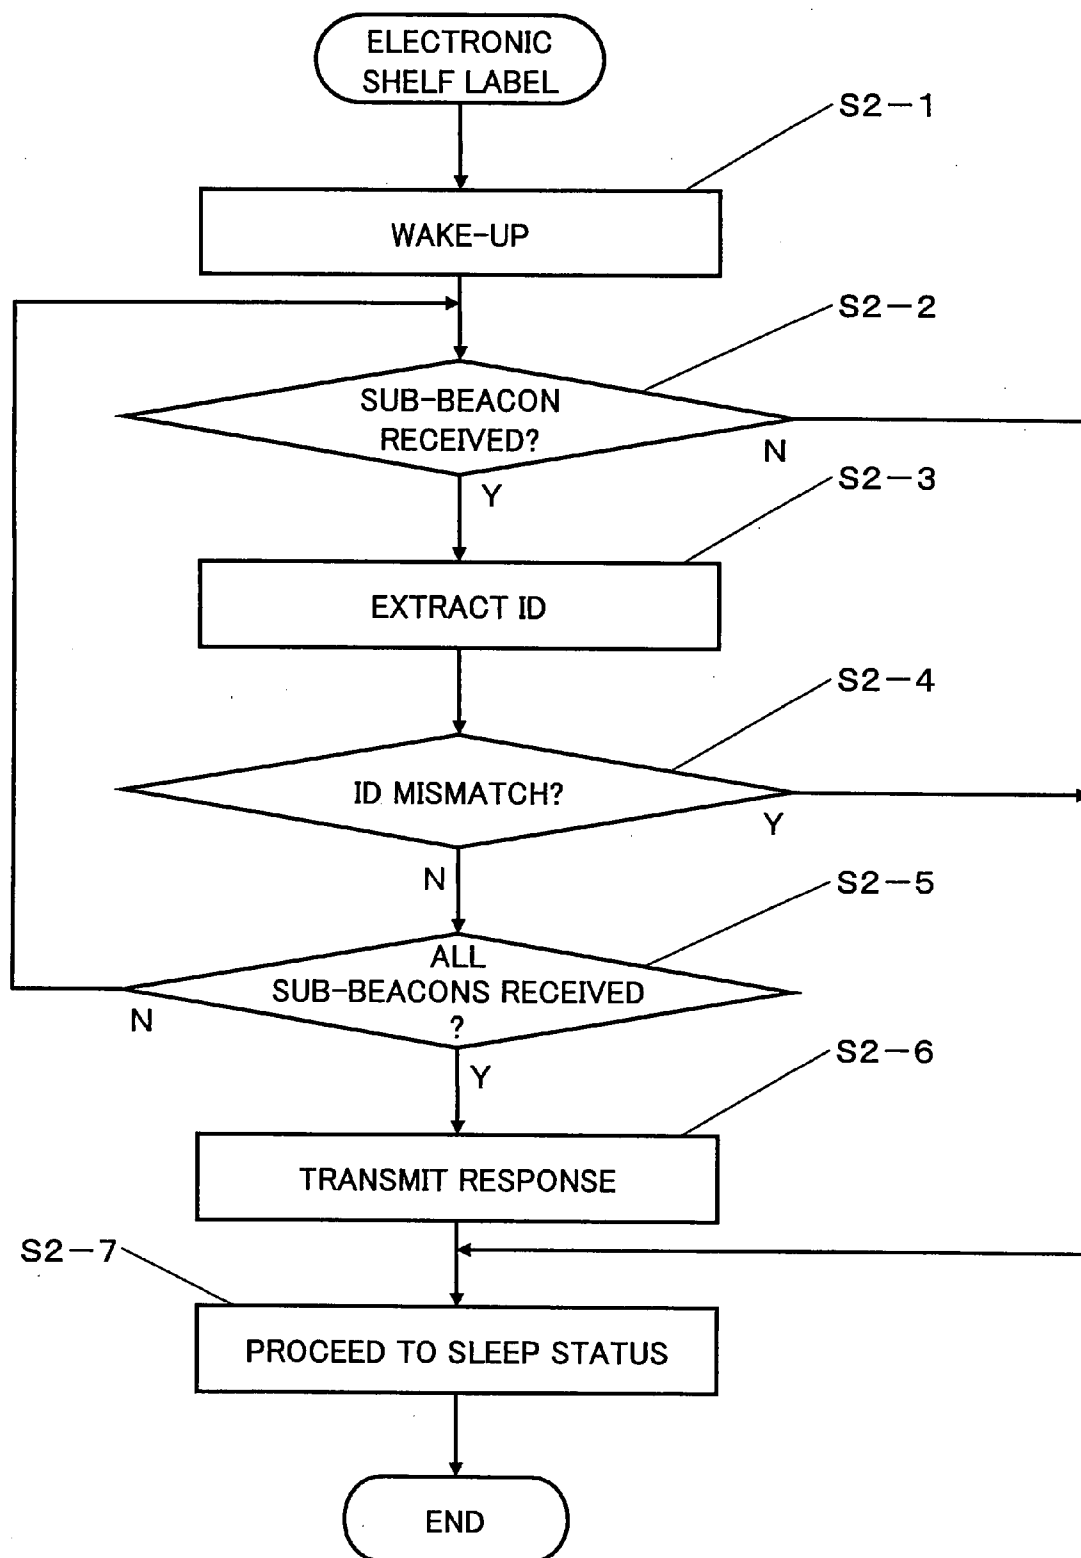 ELECTRONIC
SHELF LABEL
S2-1
WAKE-UP
S2-2
SUB-BEACON
RECEIVED?
N
Y
S2-3
EXTRACT ID
S2-4
ID MISMATCH?
Y
N
S2-5
ALL
SUB-BEACONS RECEIVED
?
N
Y
S2-6
TRANSMIT RESPONSE
S2-7
PROCEED TO SLEEP STATUS
END